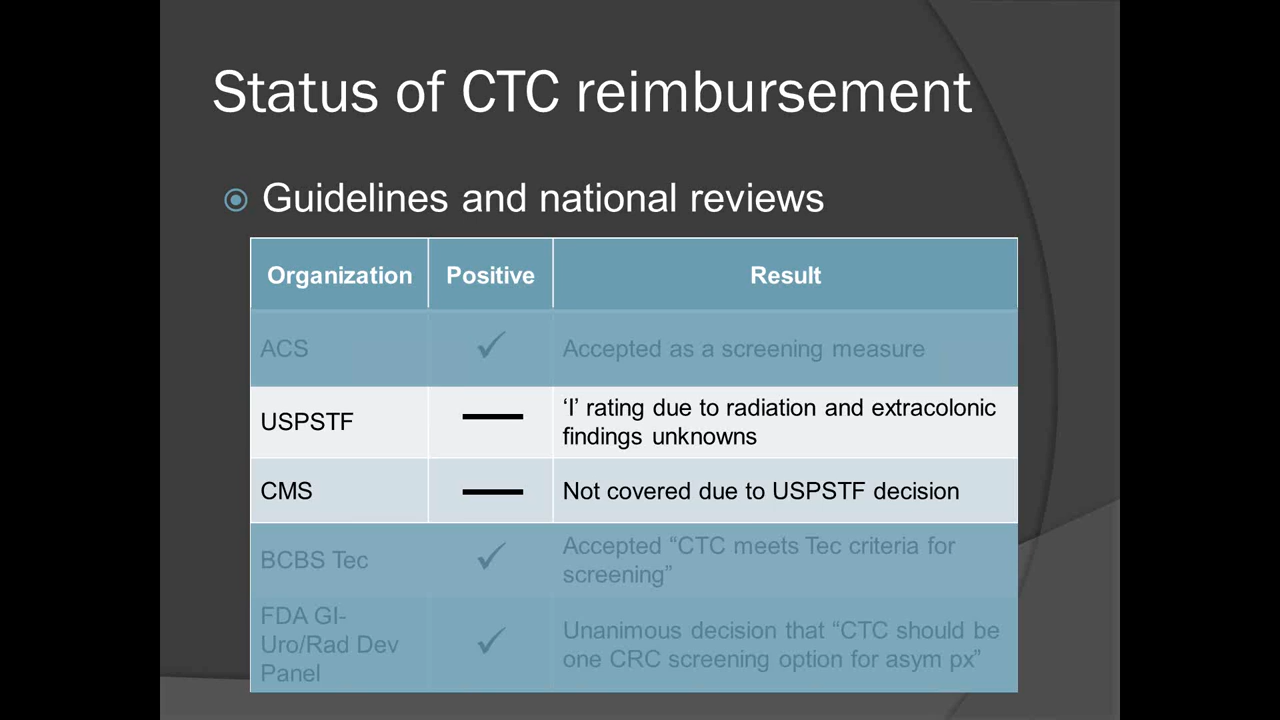 Status of CTC reimbursement
Guidelines and national reviews
Organization Positive Result
ACS ✓ Accepted as a screening measure
USPSTF — ‘I’ rating due to radiation and extracolonic
findings unknowns
CMS — Not covered due to USPSTF decision
BCBS Tec ✓ Accepted “CTC meets Tec criteria for
screening”
FDA GI-
Uro/Rad Dev
Panel
✓ Unanimous decision that “CTC should be
one CRC screening option for asym px”